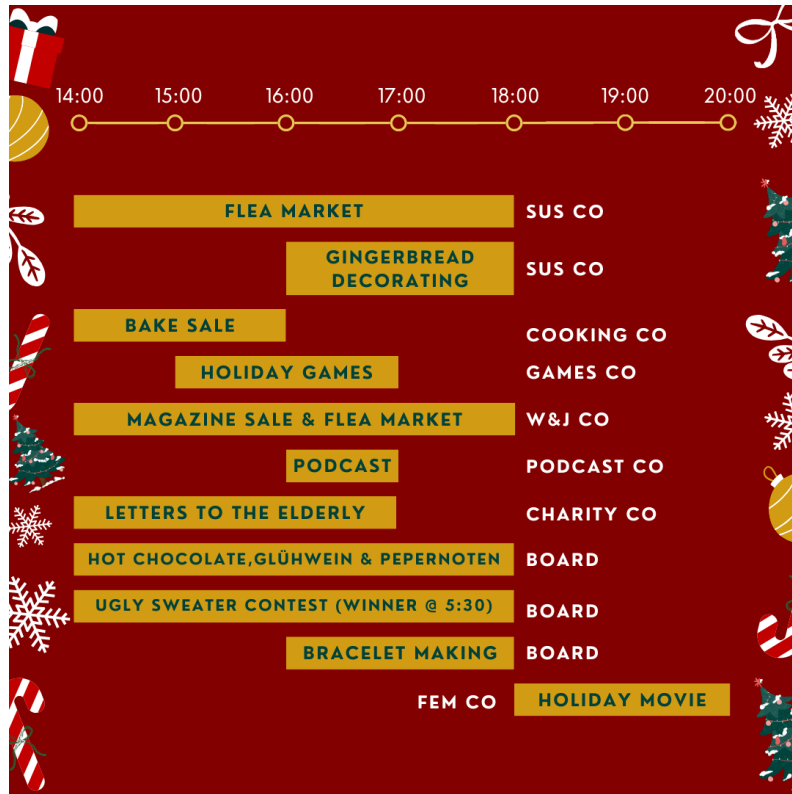 14:00 15:00 16:00 17:00 18:00 19:00 20:00
FLEA MARKET SUS CO
GINGERBREAD
DECORATING SUS CO
BAKE SALE COOKING CO
HOLIDAY GAMES GAMES CO
MAGAZINE SALE & FLEA MARKET W&J CO
PODCAST PODCAST CO
LETTERS TO THE ELDERLY CHARITY CO
HOT CHOCOLATE,GLÜHWEIN & PEPERNOTEN BOARD
UGLY SWEATER CONTEST (WINNER @ 5:30) BOARD
BRACELET MAKING BOARD
FEM CO HOLIDAY MOVIE